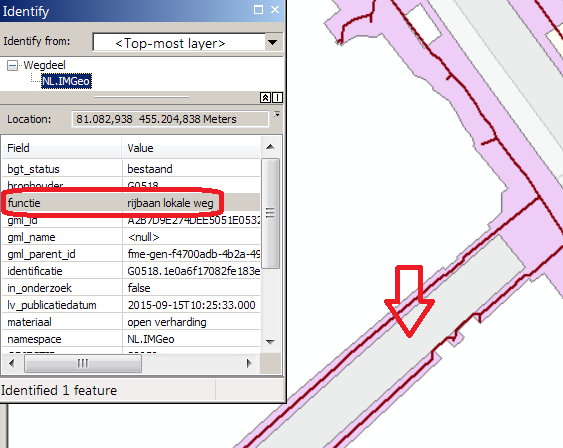 Identify
Identify from: <Top-most layer>
Wegdeel
NL.IMGeo
Location: 81.082,938 455.204,838 Meters
Field Value
bgt_status bestaand
bronhouder G0518
functie rijbaan lokale weg
gml_id A2B7D9E274DEE5051E0532
gml_name <null>
gml_parent_id fme-gen-f4700adb-4b2a-49
identificatie G0518.1e0a6f17082fe183e
in_onderzoek false
lv_publicatiedatum 2015-09-15T10:25:33.000
materiaal open verharding
namespace NL.IMGeo
Identified 1 feature